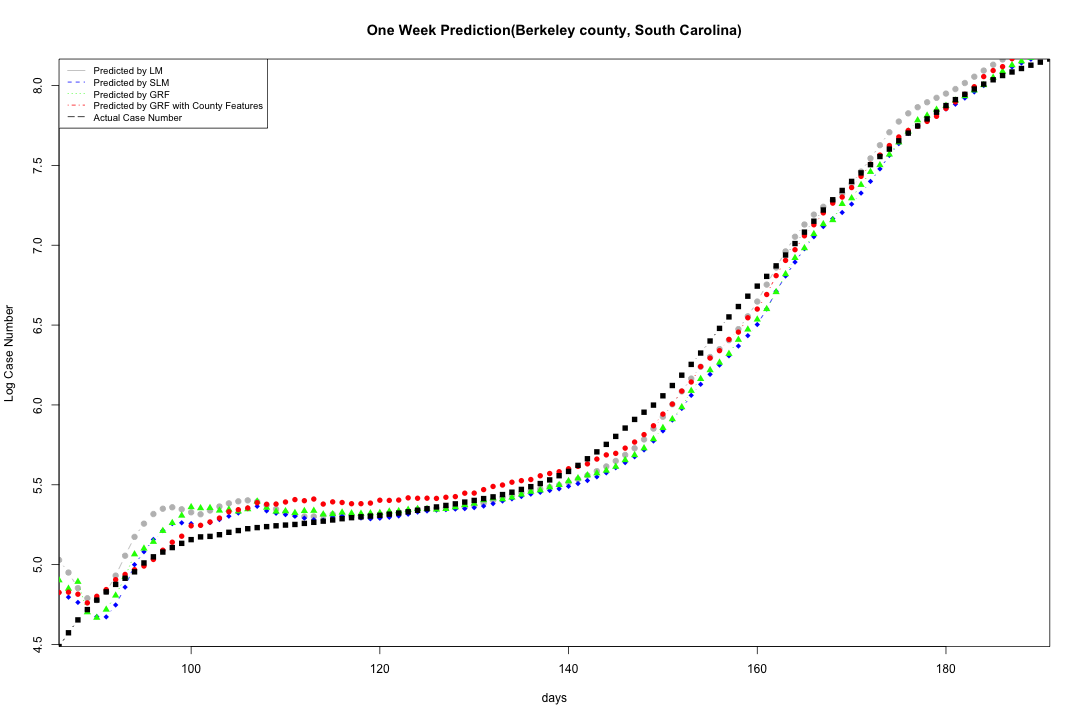 One Week Prediction(Berkeley county, South Carolina)
Predicted by LM
Predicted by SLM
Predicted by GRF
Predicted by GRF with County Features
Actual Case Number
8.0
7.5
7.0
6.5
6.0
5.5
5.0
4.5
Log Case Number
100 120 140 160 180
days